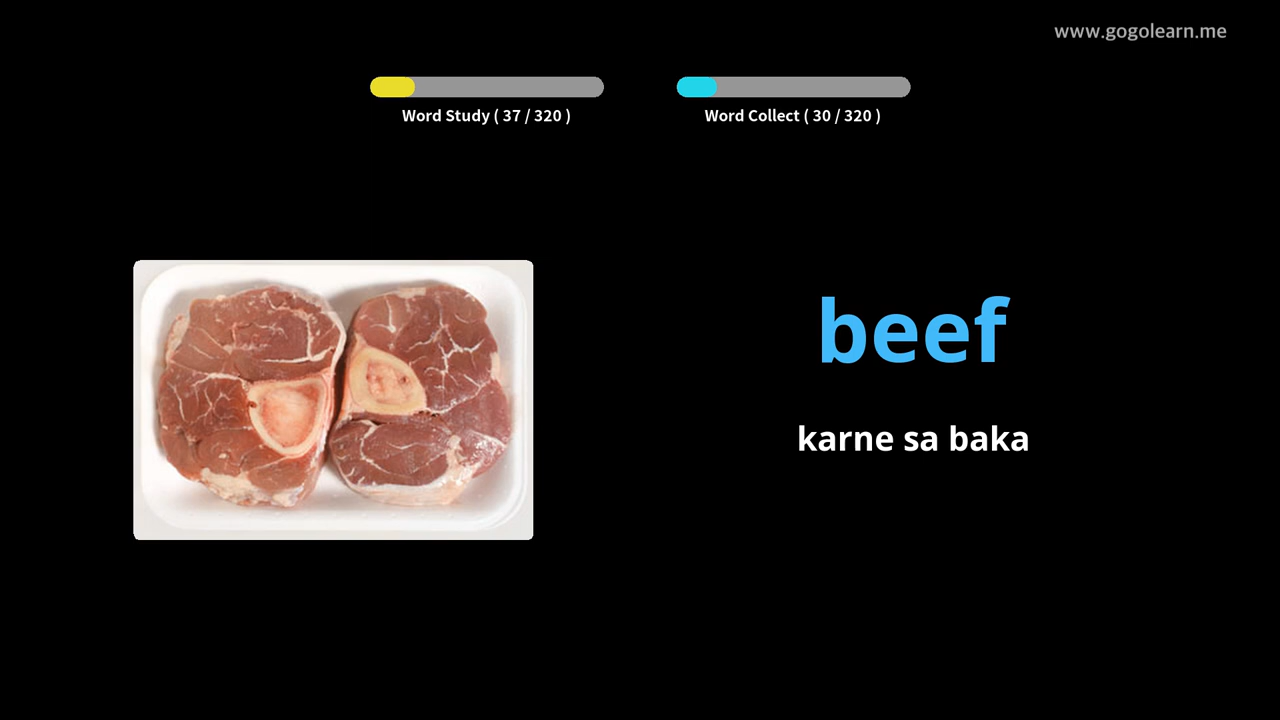 www.gogolearn.me
Word Study ( 37 / 320 )
Word Collect ( 30 / 320 )
beef
karne sa baka